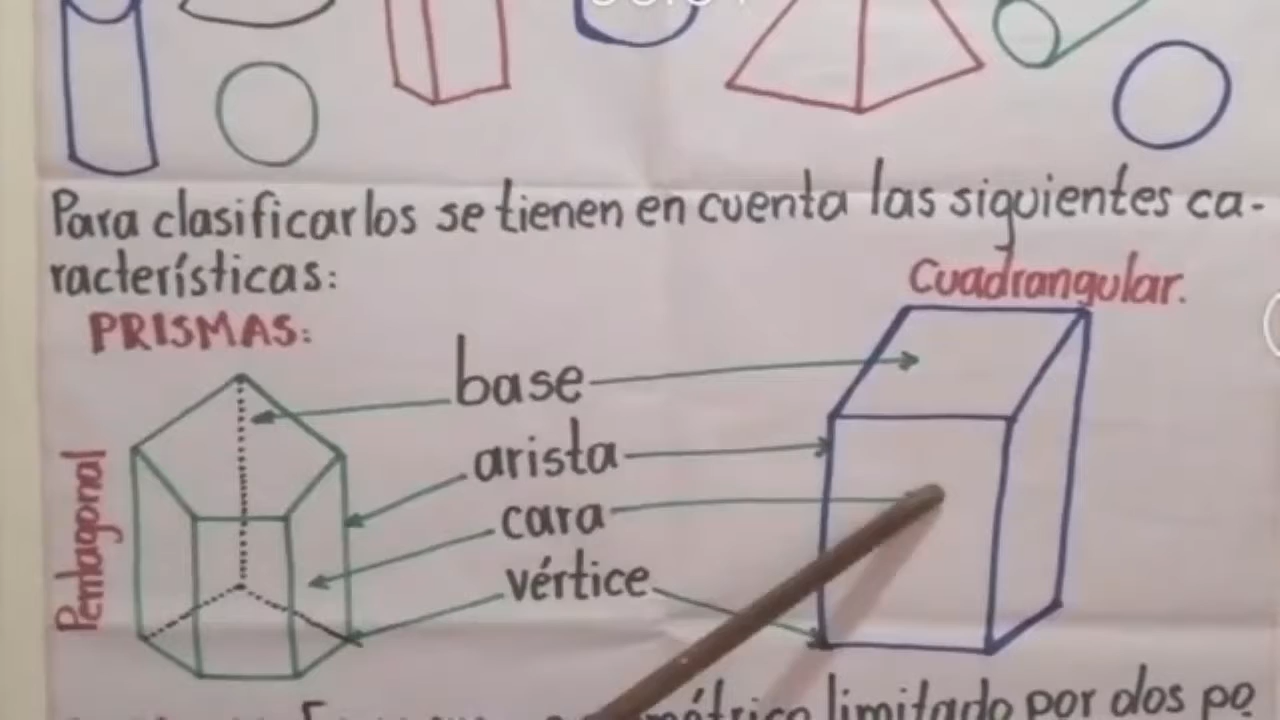 Para clasificarlos se tienen en cuenta las siguientes ca-
racterísticas:
Cuadrangular.
PRISMAS:
base
arista
cara
vértice
Pentagonal
limitado por dos po